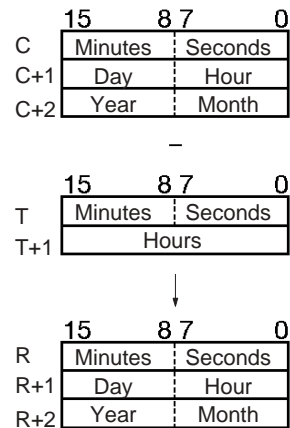 15 8 7 0
C Minutes Seconds
C+1 Day Hour
C+2 Year Month
–
15 8 7 0
T Minutes Seconds
T+1 Hours
15 8 7 0
R Minutes Seconds
R+1 Day Hour
R+2 Year Month